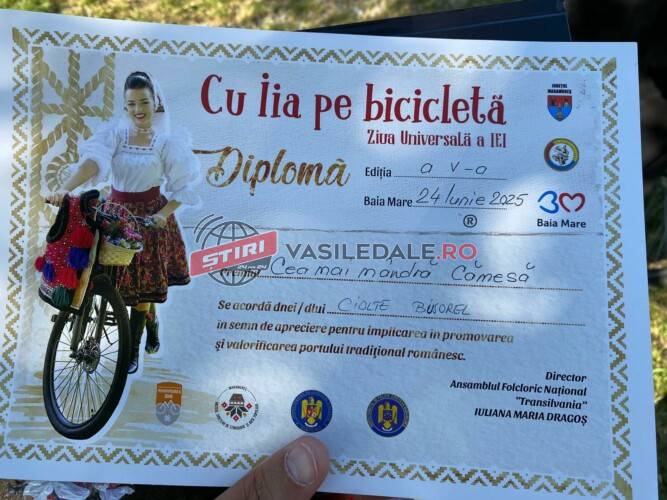 Cu Iia pe bicicletă
Ziua UniversaLă a IEI
JUDEȚUL
MARAMUREȘ
Diplomă
Ediția a V-a
Baia Mare 24 Iunie 2025
Baia Mare
®
STIRI VASILEDALE.RO
Cea mai mândră Cămeșă
Se acordă dnei / dlui CIOLTE BUJOREL
în semn de apreciere pentru implicarea în promovarea
și valorificarea portului tradițional românesc.
Director
Ansamblul Folcloric Național
"Transilvania"
IULIANA MARIA DRAGOȘ